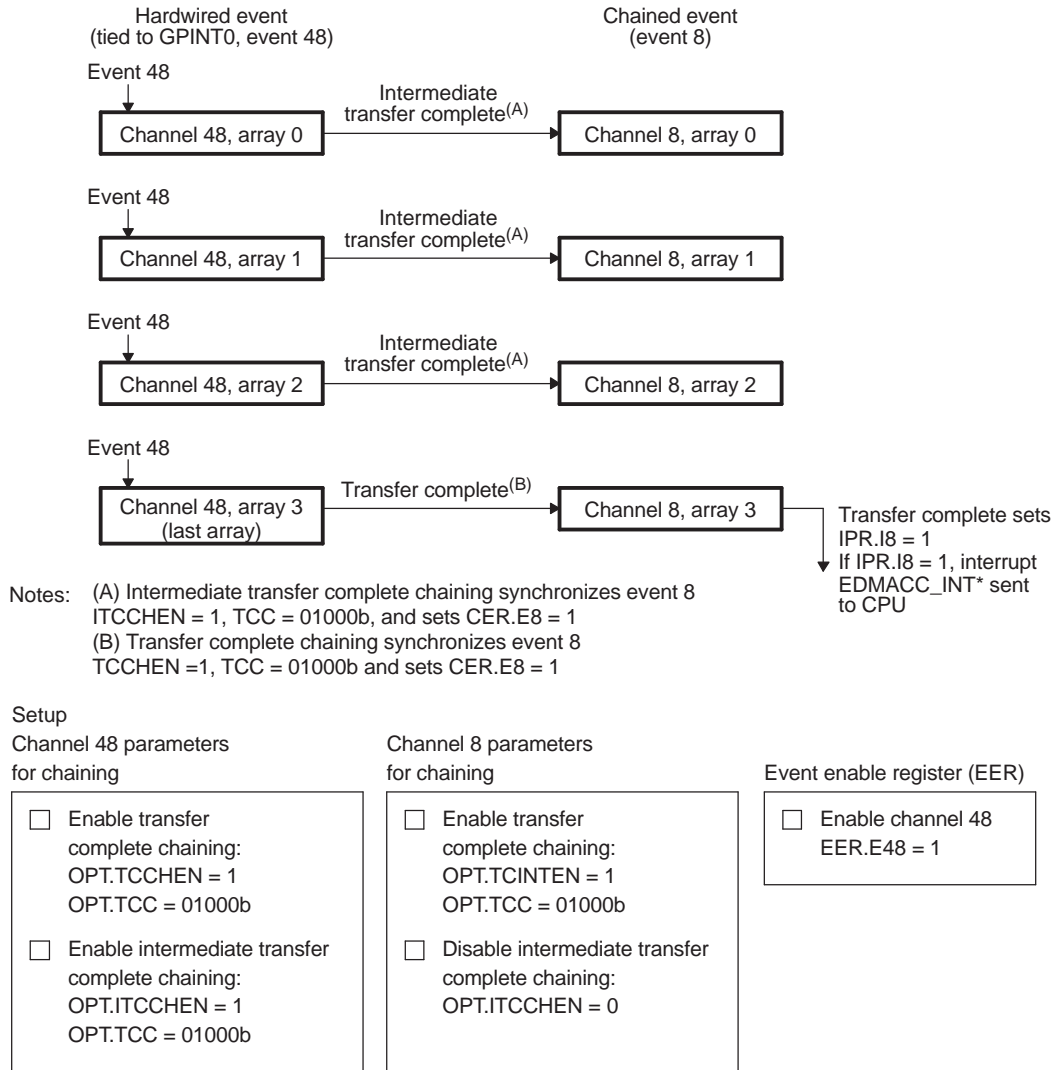 Hardwired event
(tied to GPINT0, event 48)
Chained event
(event 8)
Event 48
Channel 48, array 0
Intermediate
transfer complete(A)
Channel 8, array 0
Event 48
Channel 48, array 1
Intermediate
transfer complete(A)
Channel 8, array 1
Event 48
Channel 48, array 2
Intermediate
transfer complete(A)
Channel 8, array 2
Event 48
Channel 48, array 3
(last array)
Transfer complete(B)
Channel 8, array 3
Transfer complete sets
IPR.I8 = 1
If IPR.I8 = 1, interrupt
EDMACC_INT* sent
to CPU
Notes: (A) Intermediate transfer complete chaining synchronizes event 8
ITCCHEN = 1, TCC = 01000b, and sets CER.E8 = 1
(B) Transfer complete chaining synchronizes event 8
TCCHEN =1, TCC = 01000b and sets CER.E8 = 1
Setup
Channel 48 parameters
for chaining
Enable transfer
complete chaining:
OPT.TCCHEN = 1
OPT.TCC = 01000b
Enable intermediate transfer
complete chaining:
OPT.ITCCHEN = 1
OPT.TCC = 01000b
Channel 8 parameters
for chaining
Enable transfer
complete chaining:
OPT.TCINTEN = 1
OPT.TCC = 01000b
Disable intermediate transfer
complete chaining:
OPT.ITCCHEN = 0
Event enable register (EER)
Enable channel 48
EER.E48 = 1